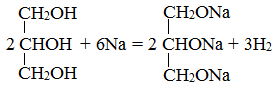 CH₂OH CH₂ONa
2 CHOH + 6Na = 2 CHONa + 3H₂
CH₂OH CH₂ONa